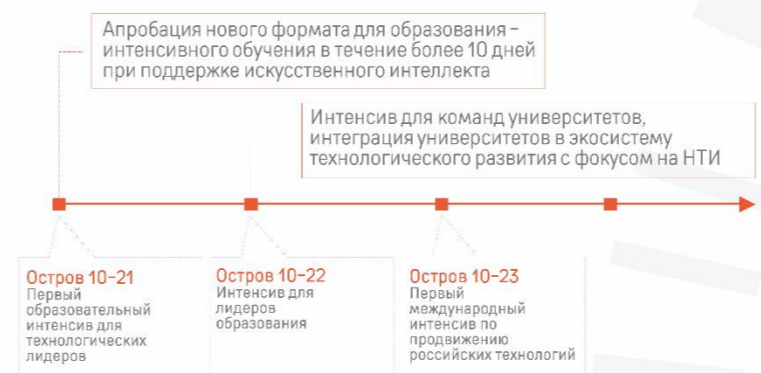 Апробация нового формата для образования –
интенсивного обучения в течение более 10 дней
при поддержке искусственного интеллекта
Интенсив для команд университетов,
интеграция университетов в экосистему
технологического развития с фокусом на НТИ
Остров 10-21
Первый
образовательный
интенсив для
технологических
лидеров
Остров 10-22
Интенсив для
лидеров
образования
Остров 10-23
Первый
международный
интенсив по
продвижению
российских технологий